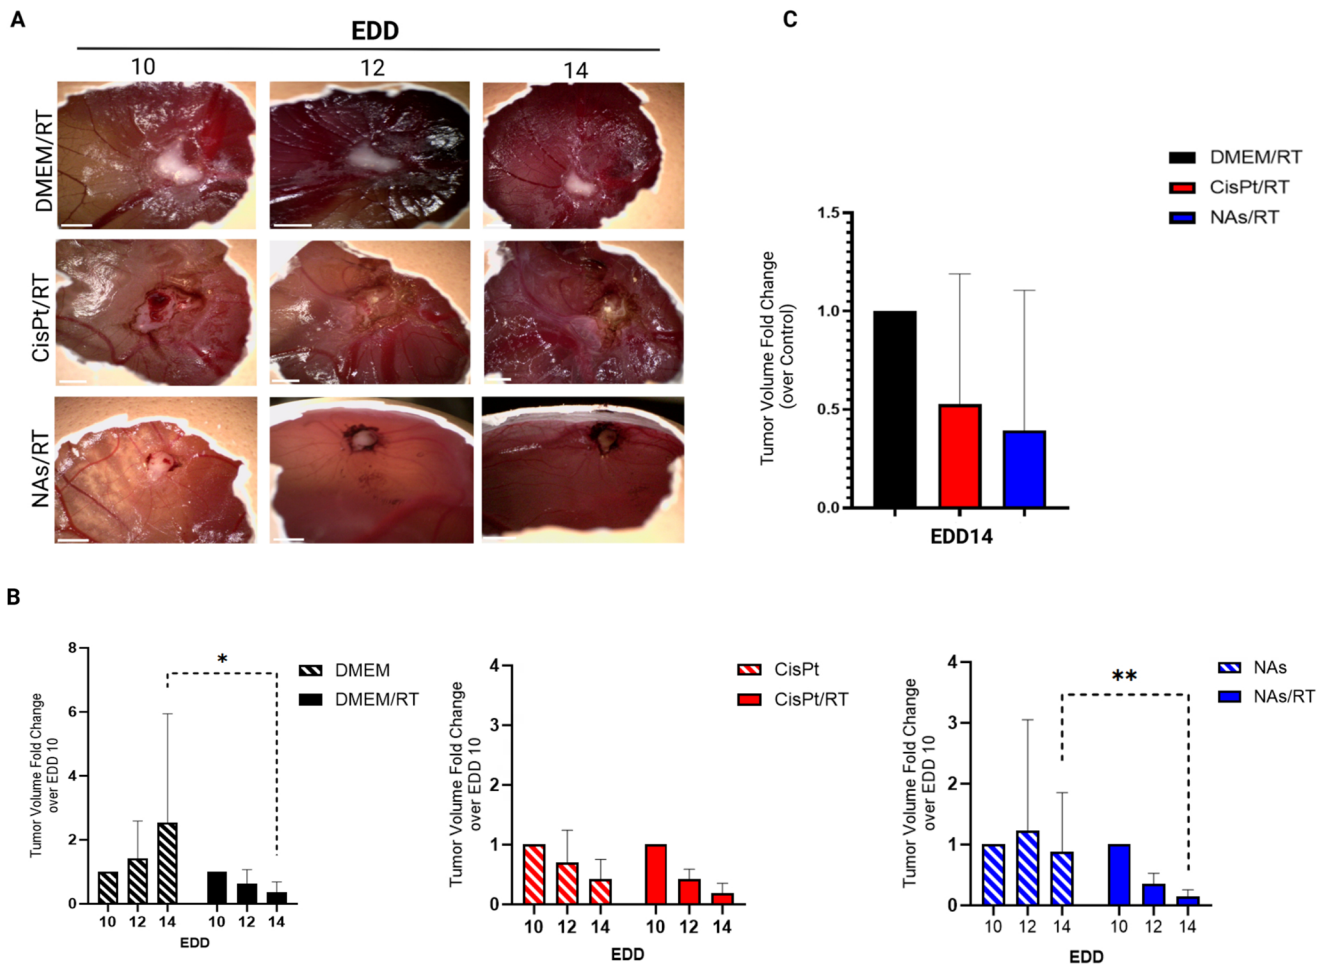 A
EDD
10
12
14
DMEM/RT
CisPt/RT
NAs/RT
C
DMEM/RT
CisPt/RT
NAs/RT
Tumor Volume Fold Change
(over Control)
1.5
1.0
0.5
0.0
EDD14
B
Tumor Volume Fold Change
over EDD 10
8
6
4
2
0
*
DMEM
DMEM/RT
10 12 14 10 12 14
EDD
Tumor Volume Fold Change
over EDD 10
4
3
2
1
0
CisPt
CisPt/RT
10 12 14 10 12 14
EDD
Tumor Volume Fold Change
over EDD 10
4
3
2
1
0
**
NAs
NAs/RT
10 12 14 10 12 14
EDD